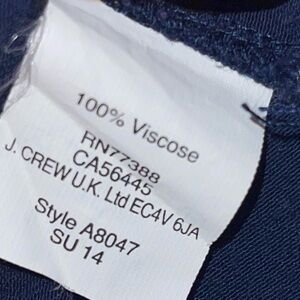 100% Viscose
RN77388
CA56445
J. CREW U.K. Ltd EC4V 6JA
Style A8047
SU 14